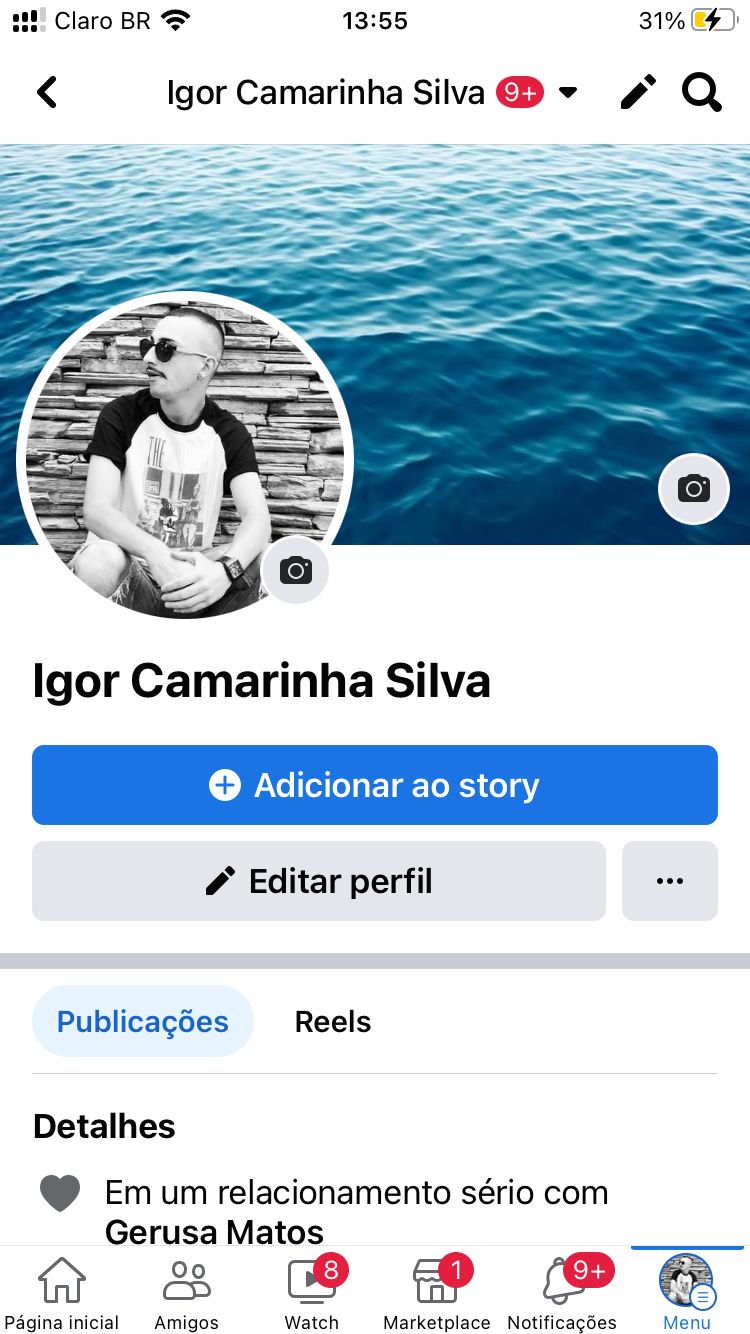 Claro BR 13:55 31%
Igor Camarinha Silva 9+
THE
Igor Camarinha Silva
Adicionar ao story
Editar perfil
Publicações Reels
Detalhes
Em um relacionamento sério com
Gerusa Matos
8 1 9+
Página inicial Amigos Watch Marketplace Notificações Menu